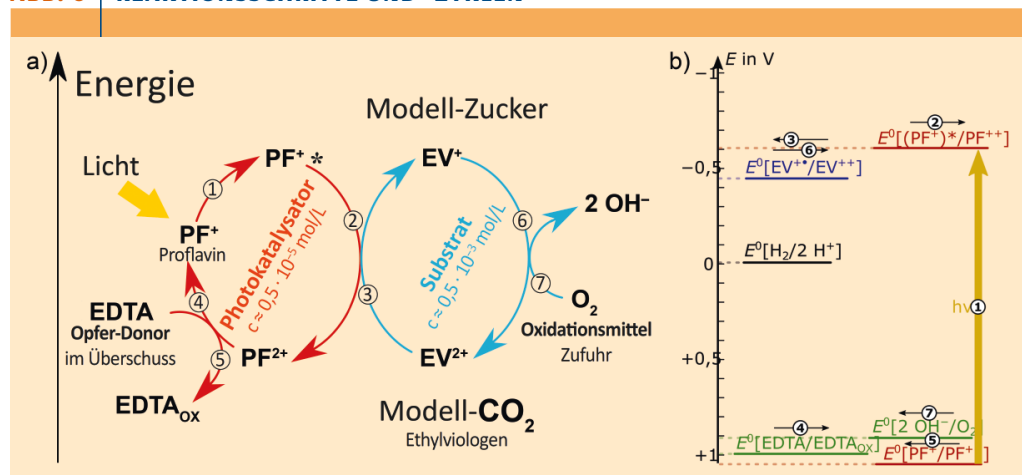 a)
Energie
Licht
PF⁺ *
①
PF⁺
Proflavin
Photokatalysator
c ≈ 0,5 · 10⁻⁵ mol/L
②
④
EDTA
Opfer-Donor
im Überschuss
⑤
PF²⁺
EDTAOX
Modell-Zucker
EV⁺
Substrat
c ≈ 0,5 · 10⁻³ mol/L
③
⑥
2 OH⁻
⑦
O₂
Oxidationsmittel
Zufuhr
EV²⁺
Modell-CO₂
Ethylviologen
b)
E in V
−1
②
E⁰[(PF⁺)*/PF⁺⁺]
③
⑥
−0,5
E⁰[EV⁺•/EV⁺⁺]
E⁰[H₂/2 H⁺]
0
hν
①
+0,5
⑦
④
E⁰[2 OH⁻/O₂]
E⁰[EDTA/EDTAOX]
⑤
+1
E⁰[PF⁺/PF⁺